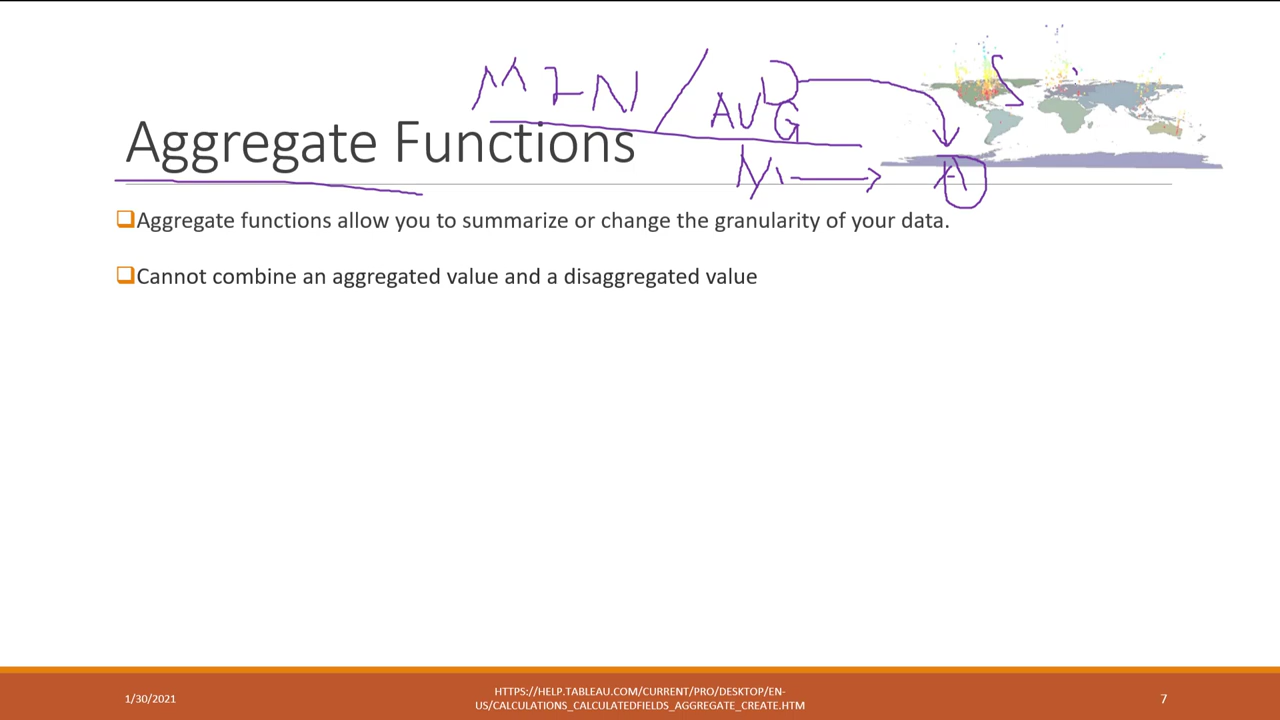 MIN / AVG
D
S
Aggregate Functions
A
❑Aggregate functions allow you to summarize or change the granularity of your data.
❑Cannot combine an aggregated value and a disaggregated value
1/30/2021
HTTPS://HELP.TABLEAU.COM/CURRENT/PRO/DESKTOP/EN-
US/CALCULATIONS_CALCULATEDFIELDS_AGGREGATE_CREATE.HTM
7